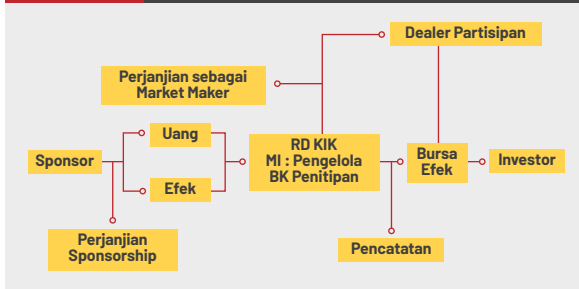 Dealer Partisipan
Perjanjian sebagai
Market Maker
Uang
Sponsor
Efek
RD KIK
MI : Pengelola
BK Penitipan
Bursa
Efek
Investor
Perjanjian
Sponsorship
Pencatatan